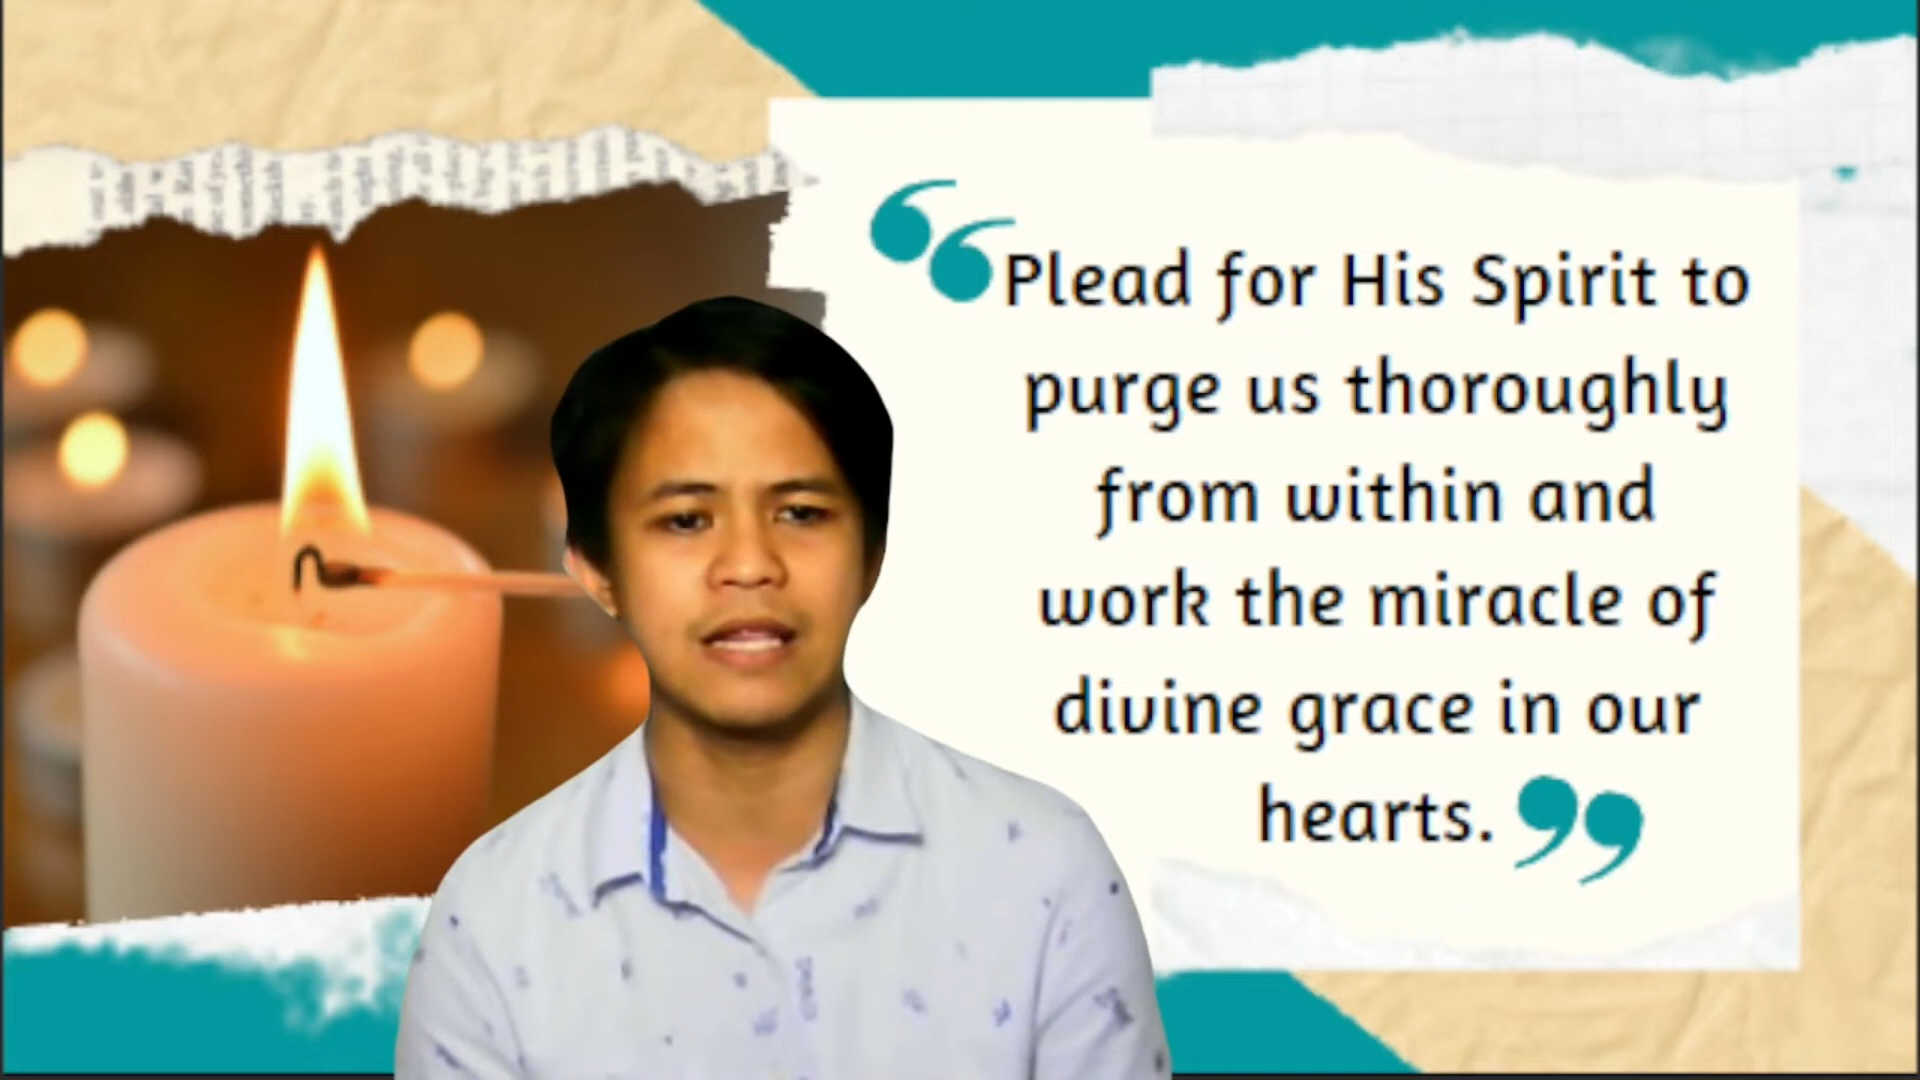 “Plead for His Spirit to
purge us thoroughly
from within and
work the miracle of
divine grace in our
hearts.”